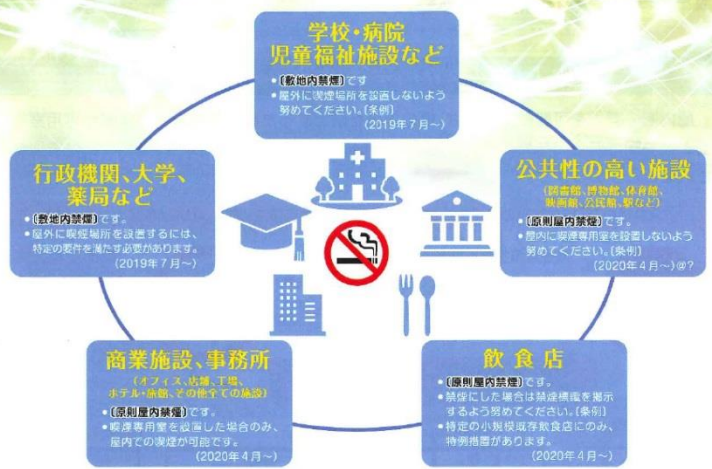 学校・病院
児童福祉施設など
•〔敷地内禁煙〕です
•屋外に喫煙場所を設置しないよう
努めてください。〔条例〕
(2019年7月～)
行政機関、大学、
薬局など
•〔敷地内禁煙〕です。
•屋外に喫煙場所を設置するには、
特定の要件を満たす必要があります。
(2019年7月～)
公共性の高い施設
(図書館、博物館、体育館、
映画館、公民館、駅など)
•〔原則屋内禁煙〕です。
•屋内に喫煙専用室を設置しないよう
努めてください。〔条例〕
(2020年4月～)@?
商業施設、事務所
(オフィス、店舗、工場、
ホテル・旅館、その他全ての施設)
•〔原則屋内禁煙〕です。
•喫煙専用室を設置した場合のみ、
屋内での喫煙が可能です。
(2020年4月～)
飲食店
•〔原則屋内禁煙〕です。
•禁煙にした場合は禁煙標識を掲示
するよう努めてください。〔条例〕
•特定の小規模既存飲食店にのみ、
特例措置があります。
(2020年4月～)